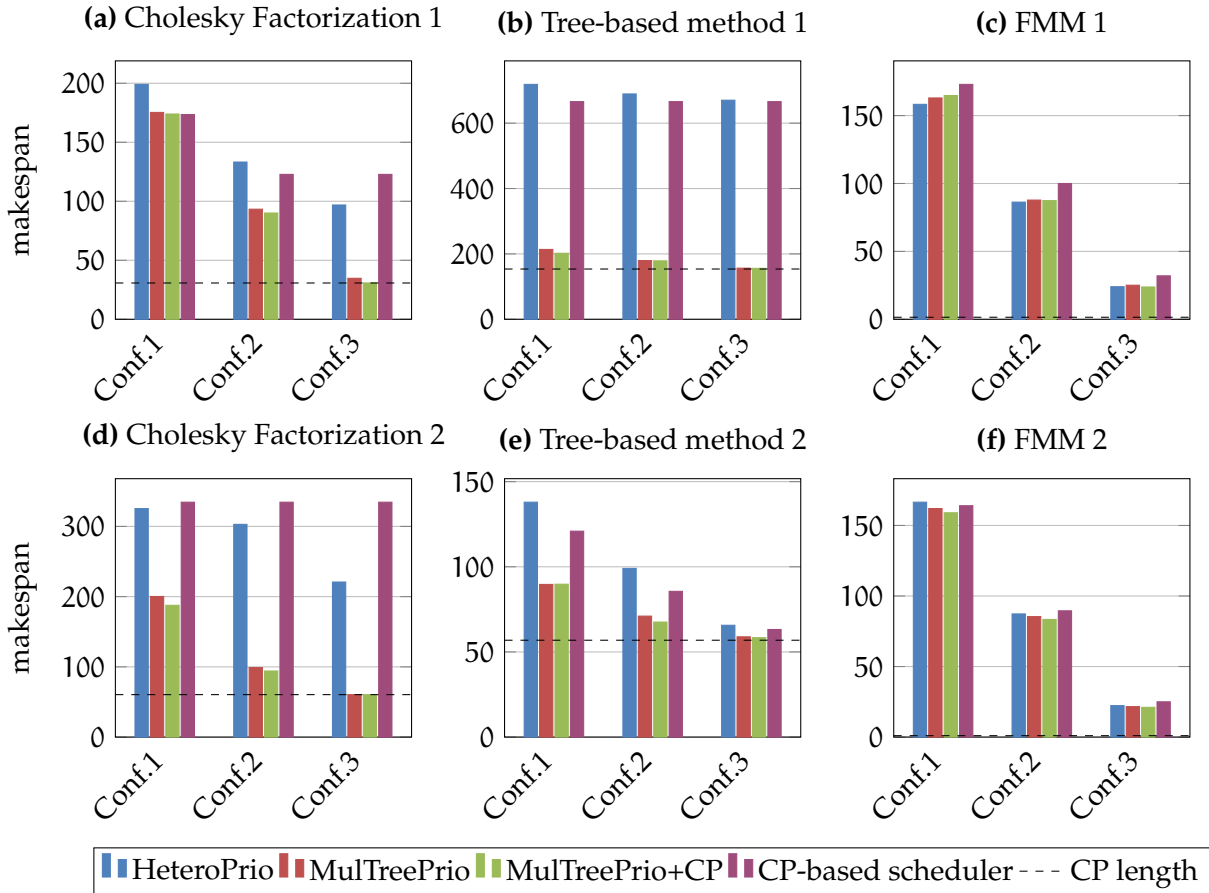 (a) Cholesky Factorization 1
(b) Tree-based method 1
(c) FMM 1
makespan
200
150
100
50
0
Conf.1
Conf.2
Conf.3
600
400
200
0
Conf.1
Conf.2
Conf.3
150
100
50
0
Conf.1
Conf.2
Conf.3
(d) Cholesky Factorization 2
(e) Tree-based method 2
(f) FMM 2
makespan
300
200
100
0
Conf.1
Conf.2
Conf.3
150
100
50
0
Conf.1
Conf.2
Conf.3
150
100
50
0
Conf.1
Conf.2
Conf.3
HeteroPrio MulTreePrio MulTreePrio+CP CP-based scheduler CP length